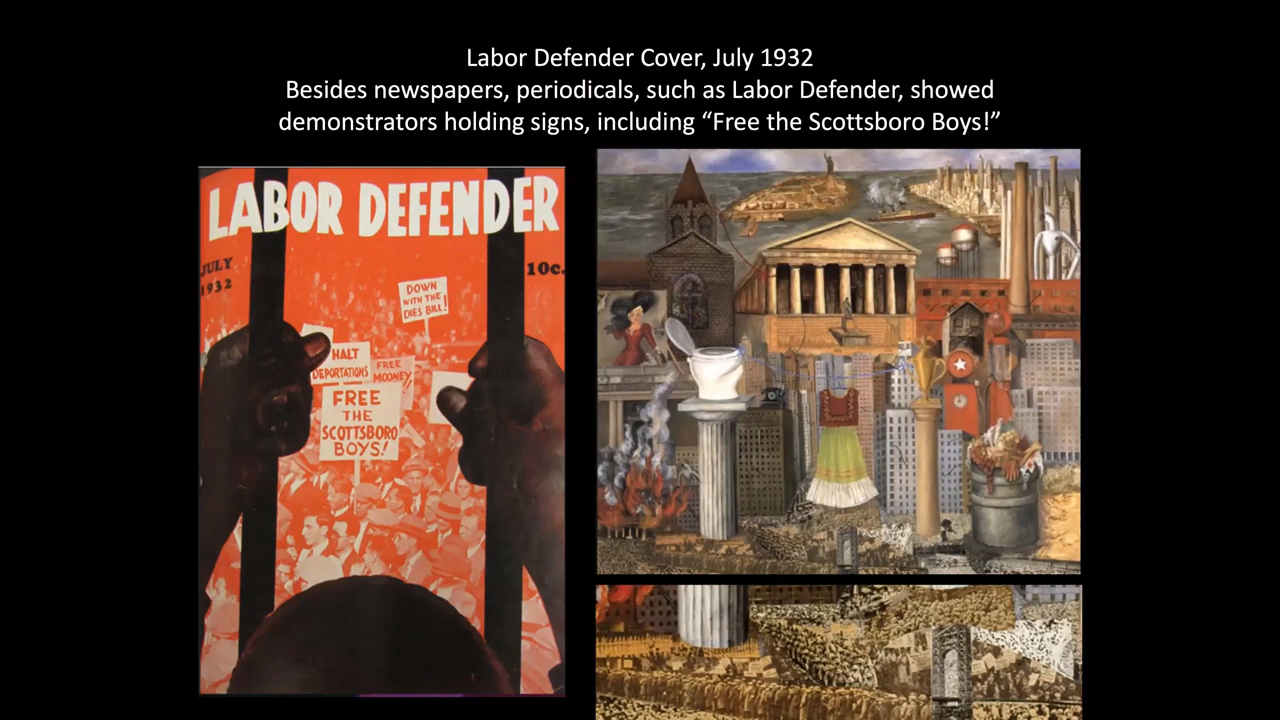 Labor Defender Cover, July 1932
Besides newspapers, periodicals, such as Labor Defender, showed
demonstrators holding signs, including “Free the Scottsboro Boys!”
LABOR DEFENDER
JULY
1932
10c.
DOWN
WITH THE
DIES BILL!
HALT
DEPORTATIONS
FREE
MOONEY
FREE
THE
SCOTTSBORO
BOYS!